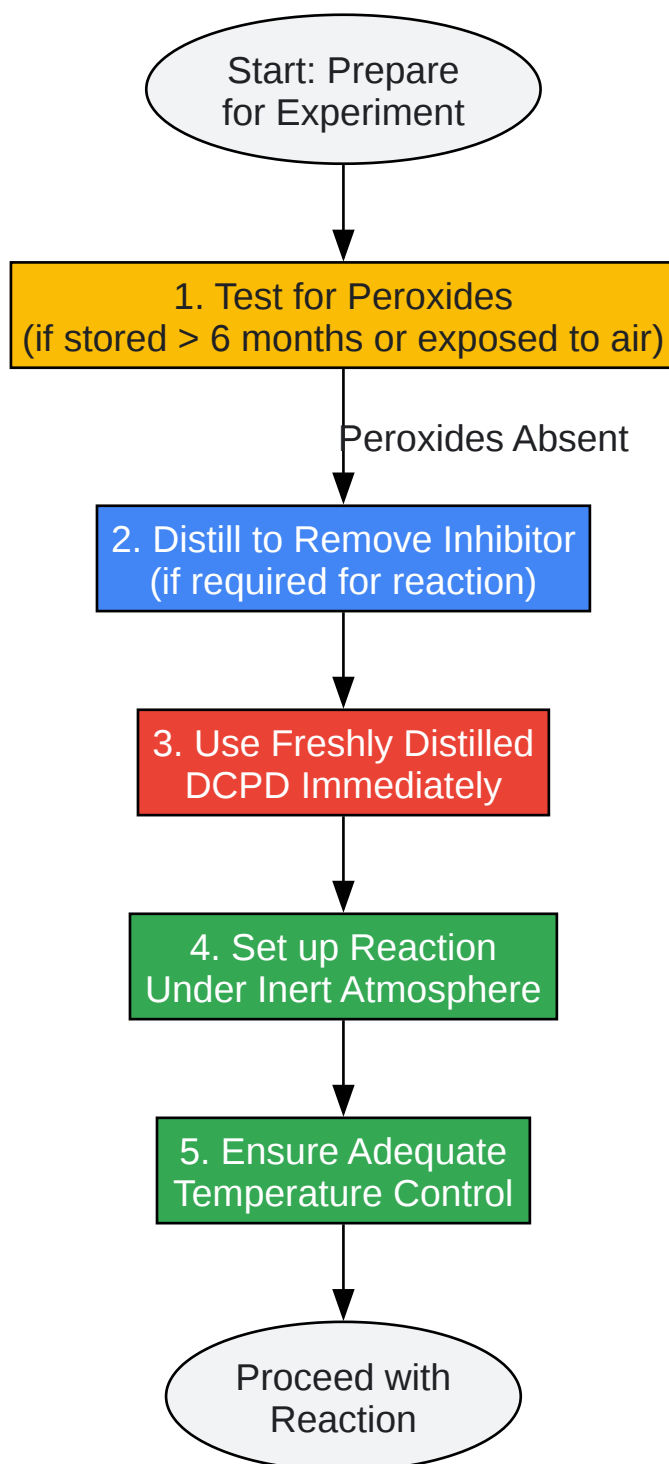 Start: Prepare
for Experiment
1. Test for Peroxides
(if stored > 6 months or exposed to air)
Peroxides Absent
2. Distill to Remove Inhibitor
(if required for reaction)
3. Use Freshly Distilled
DCPD Immediately
4. Set up Reaction
Under Inert Atmosphere
5. Ensure Adequate
Temperature Control
Proceed with
Reaction